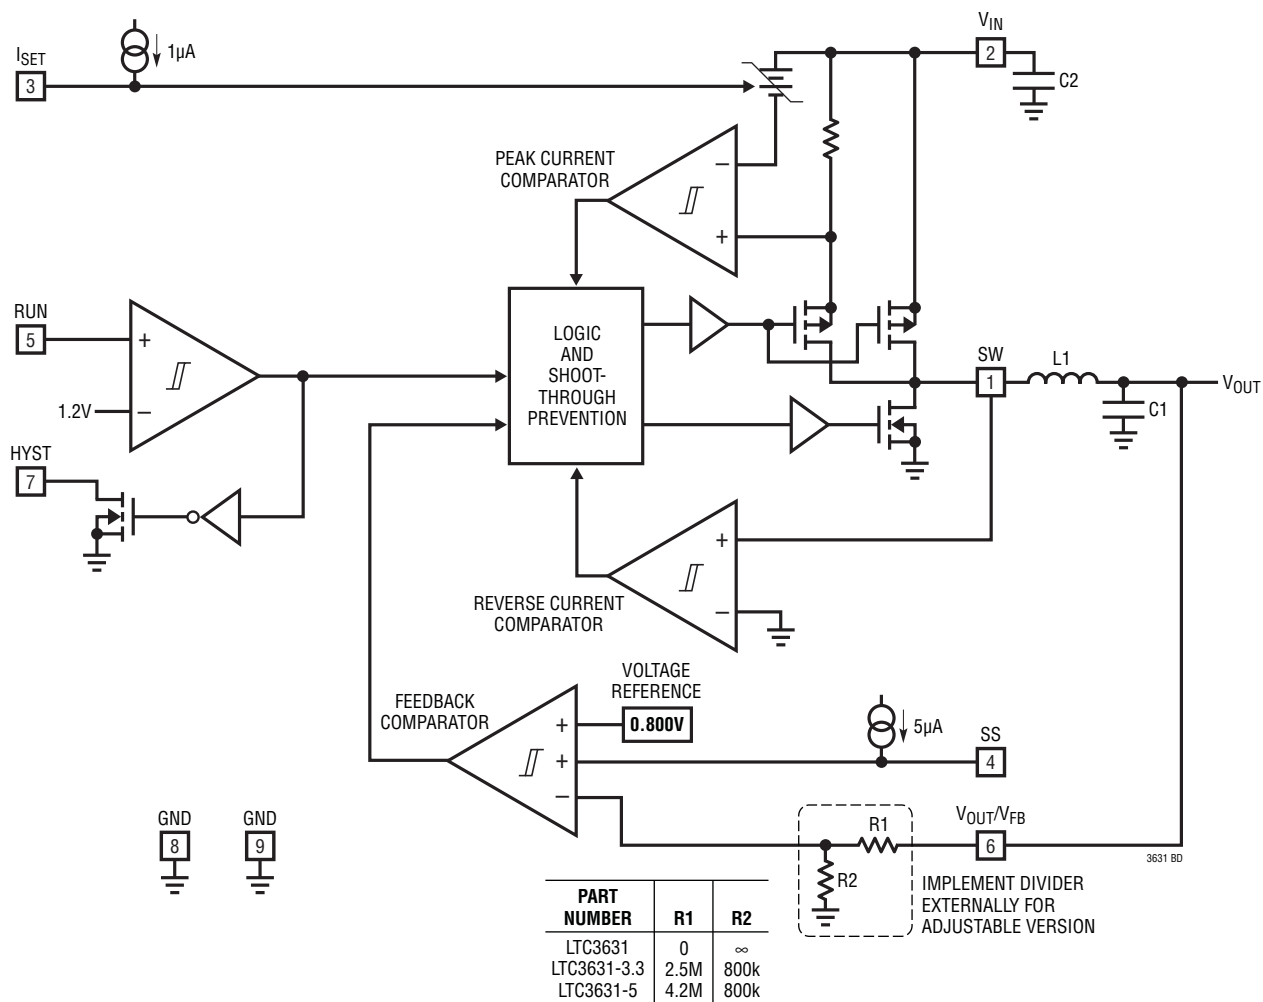 VIN
2
C2
ISET
3
1µA
PEAK CURRENT
COMPARATOR
−
+
RUN
5
+
1.2V
−
HYST
7
LOGIC
AND
SHOOT-
THROUGH
PREVENTION
SW
1
L1
VOUT
C1
+
−
REVERSE CURRENT
COMPARATOR
VOLTAGE
REFERENCE
0.800V
FEEDBACK
COMPARATOR
+
+
−
5µA
SS
4
GND
8
GND
9
R1
R2
VOUT/VFB
6
3631 BD
IMPLEMENT DIVIDER
EXTERNALLY FOR
ADJUSTABLE VERSION
PART
NUMBER R1 R2
LTC3631 0 ∞
LTC3631-3.3 2.5M 800k
LTC3631-5 4.2M 800k